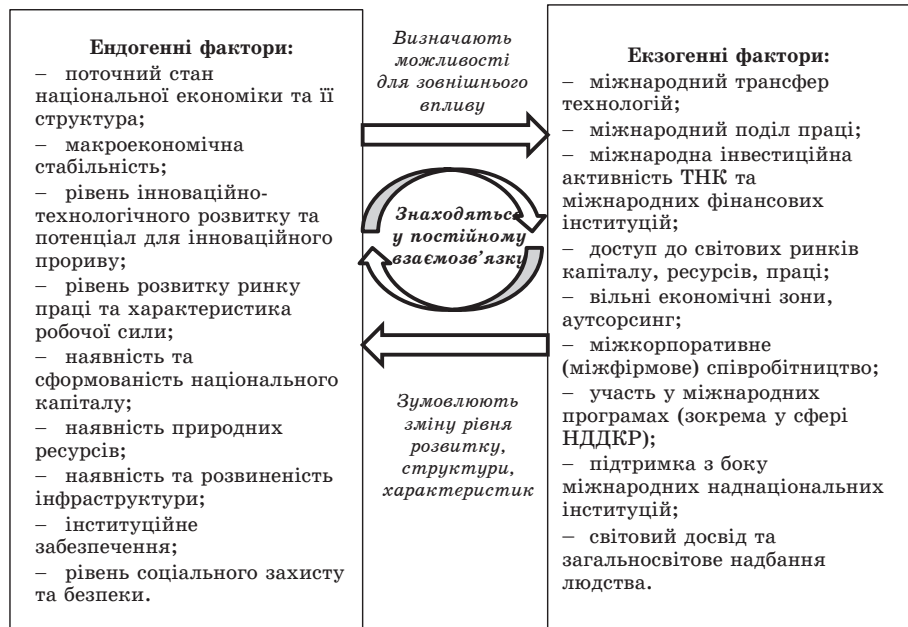 Ендогенні фактори:
– поточний стан
національної економіки та її
структура;
– макроекономічна
стабільність;
– рівень інноваційно-
технологічного розвитку та
потенціал для інноваційного
прориву;
– рівень розвитку ринку
праці та характеристика
робочої сили;
– наявність та
сформованість національного
капіталу;
– наявність природних
ресурсів;
– наявність та розвиненість
інфраструктури;
– інституційне
забезпечення;
– рівень соціального захисту
та безпеки.
Визначають
можливості
для зовнішнього
впливу
Знаходяться
у постійному
взаємозв’язку
Зумовлюють
зміну рівня
розвитку,
структури,
характеристик
Екзогенні фактори:
– міжнародний трансфер
технологій;
– міжнародний поділ праці;
– міжнародна інвестиційна
активність ТНК та
міжнародних фінансових
інституцій;
– доступ до світових ринків
капіталу, ресурсів, праці;
– вільні економічні зони,
аутсорсинг;
– міжкорпоративне
(міжфірмове) співробітництво;
– участь у міжнародних
програмах (зокрема у сфері
НДДКР);
– підтримка з боку
міжнародних наднаціональних
інституцій;
– світовий досвід та
загальносвітове надбання
людства.